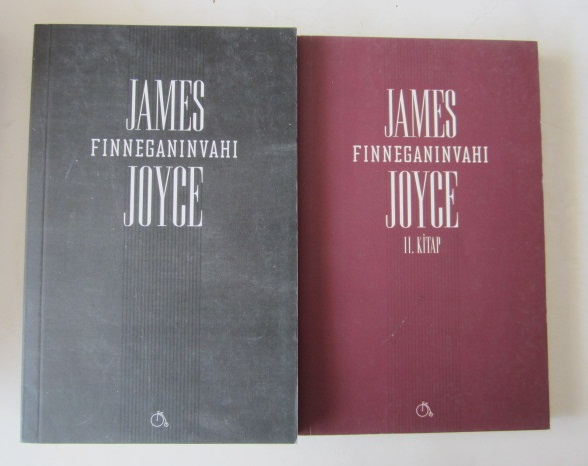 JAMES
FINNEGANINVAHI
JOYCE
JAMES
FINNEGANINVAHI
JOYCE
II. KİTAP